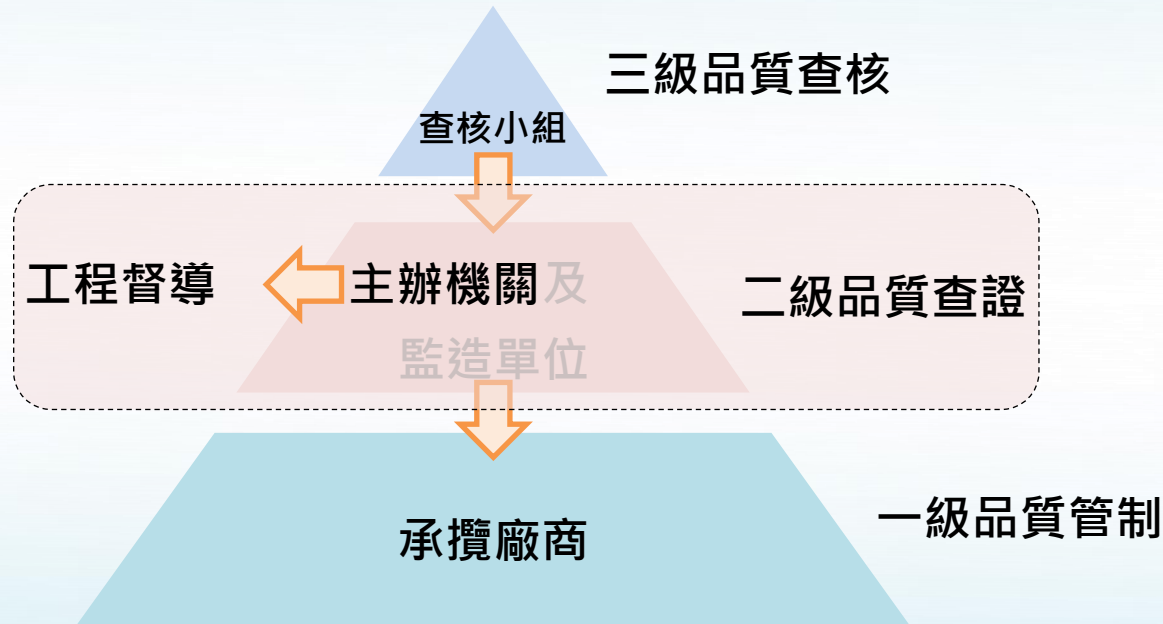 三級品質查核
查核小組
工程督導
主辦機關及
監造單位
二級品質查證
承攬廠商
一級品質管制